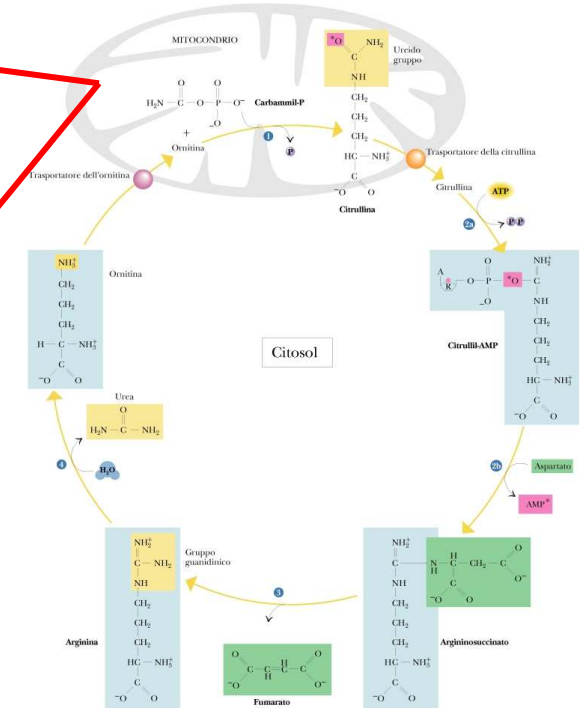 MITOCONDRIO
*O
NH₂
C
NH
Ureido
gruppo
O
O
H₂N — C — O — P — O⁻
⁻O
Carbammil-P
+
Ornitina
1
P
CH₂
CH₂
CH₂
HC — NH₃⁺
C
⁻O
O
Citrullina
Trasportatore dell'ornitina
Trasportatore della citrullina
Citrullina
ATP
2a
P P
NH₃⁺
CH₂
CH₂
CH₂
H — C — NH₃⁺
C
⁻O
O
Ornitina
A
R
O
O — P — *O
⁻O
NH₂⁺
C
NH
CH₂
CH₂
CH₂
HC — NH₃⁺
C
⁻O
O
Citrullil-AMP
Citosol
Urea
O
H₂N — C — NH₂
4
H₂O
2b
Aspartato
AMP*
NH₂⁺
C — NH₂
NH
CH₂
CH₂
CH₂
HC — NH₃⁺
C
⁻O
O
Gruppo
guanidinico
Arginina
3
O
C — C = C — C
H
H
⁻O
O
O⁻
Fumarato
NH₂⁺
C
NH
CH₂
CH₂
CH₂
HC — NH₃⁺
C
⁻O
O
N
H
H
C — CH₂ — C
O
O⁻
C
⁻O
O
Argininosuccinato